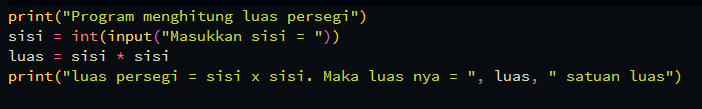 print("Program menghitung luas persegi")
sisi = int(input("Masukkan sisi = "))
luas = sisi * sisi
print("luas persegi = sisi x sisi. Maka luas nya = ", luas, " satuan luas")